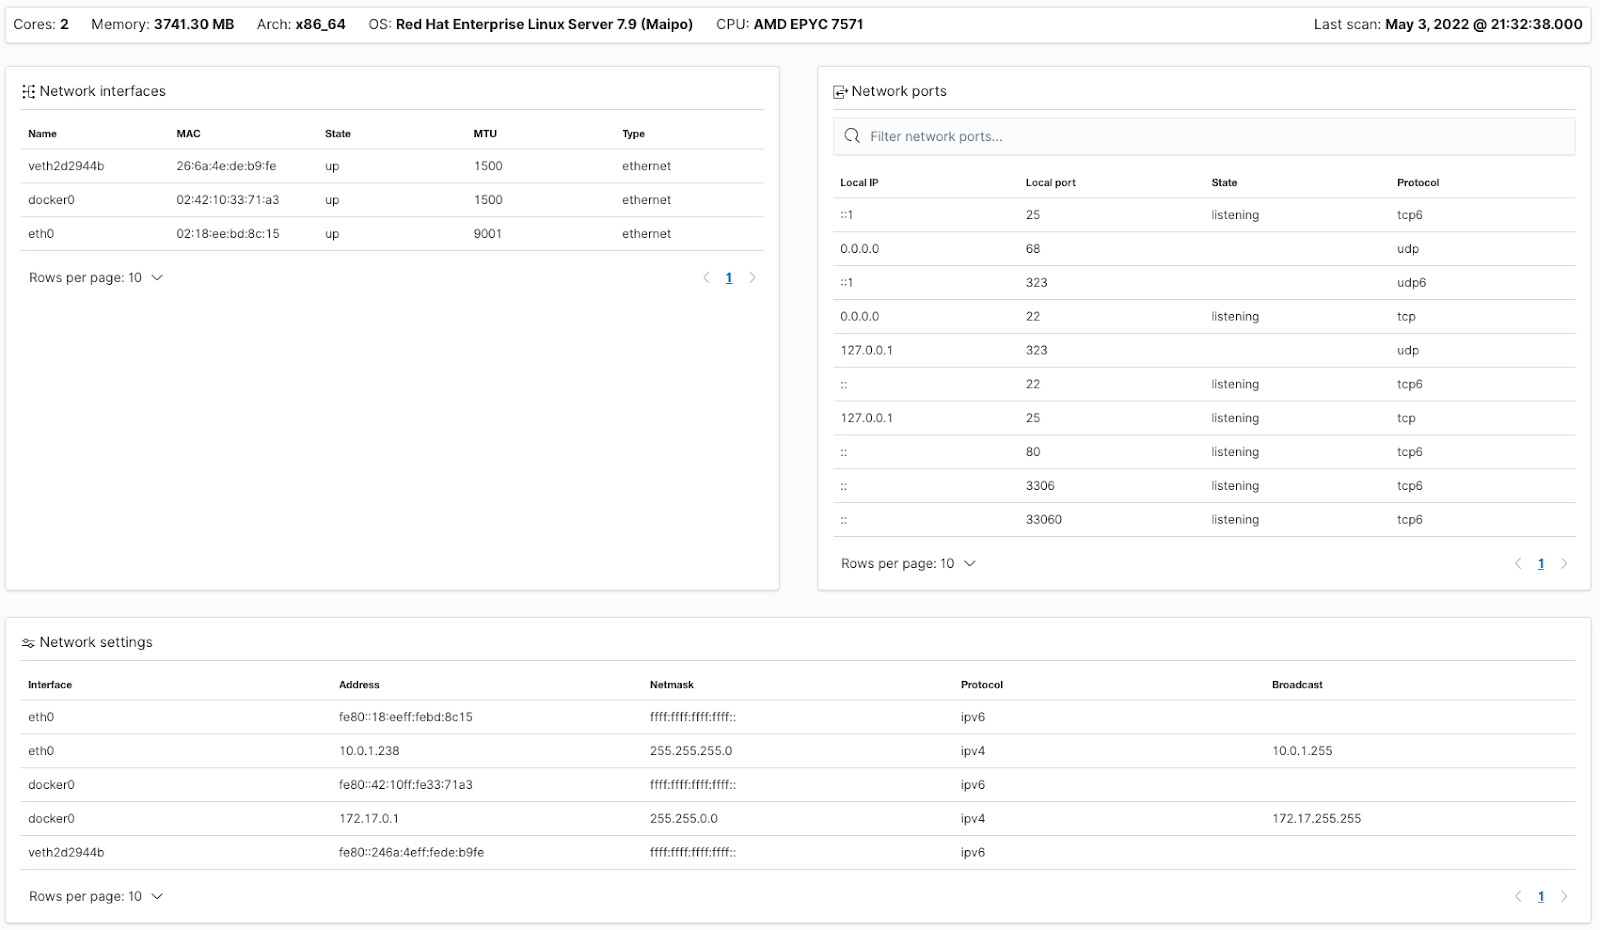 Cores: 2 Memory: 3741.30 MB Arch: x86_64 OS: Red Hat Enterprise Linux Server 7.9 (Maipo) CPU: AMD EPYC 7571 Last scan: May 3, 2022 @ 21:32:38.000
Network interfaces
Name MAC State MTU Type
veth2d2944b 26:6a:4e:de:b9:fe up 1500 ethernet
docker0 02:42:10:33:71:a3 up 1500 ethernet
eth0 02:18:ee:bd:8c:15 up 9001 ethernet
Rows per page: 10 1
Network ports
Filter network ports...
Local IP Local port State Protocol
::1 25 listening tcp6
0.0.0.0 68 udp
::1 323 udp6
0.0.0.0 22 listening tcp
127.0.0.1 323 udp
:: 22 listening tcp6
127.0.0.1 25 listening tcp
:: 80 listening tcp6
:: 3306 listening tcp6
:: 33060 listening tcp6
Rows per page: 10 1
Network settings
Interface Address Netmask Protocol Broadcast
eth0 fe80::18:eeff:febd:8c15 ffff:ffff:ffff:ffff:: ipv6
eth0 10.0.1.238 255.255.255.0 ipv4 10.0.1.255
docker0 fe80::42:10ff:fe33:71a3 ffff:ffff:ffff:ffff:: ipv6
docker0 172.17.0.1 255.255.0.0 ipv4 172.17.255.255
veth2d2944b fe80::246a:4eff:fede:b9fe ffff:ffff:ffff:ffff:: ipv6
Rows per page: 10 1